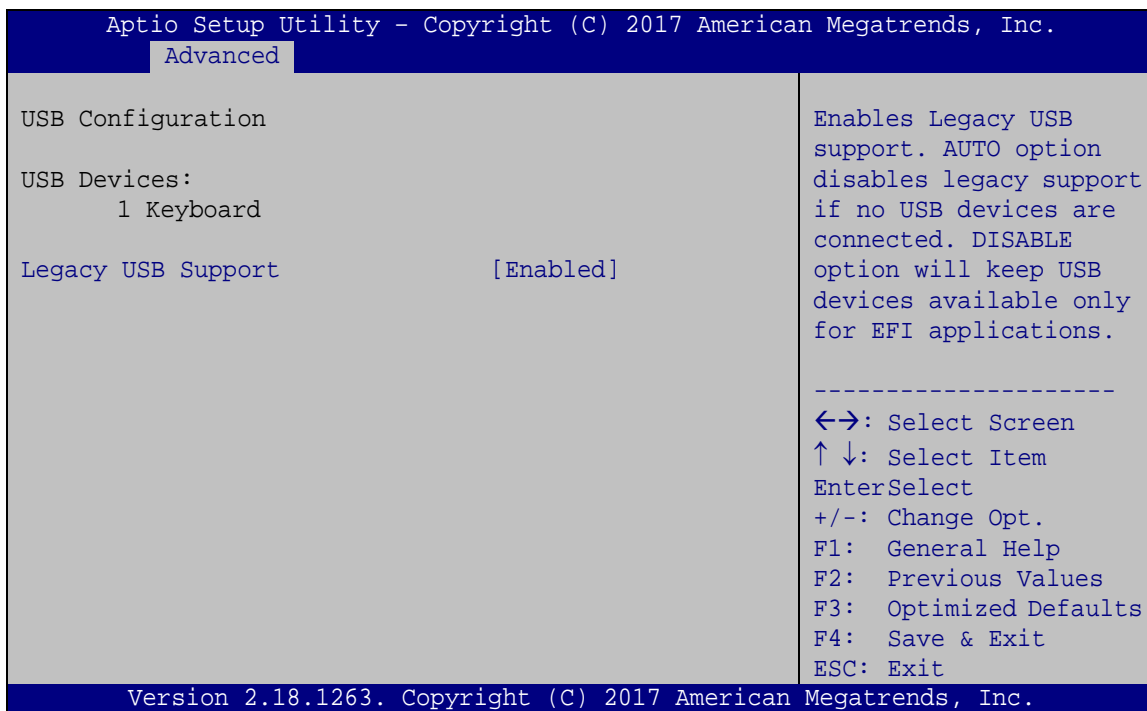 Aptio Setup Utility – Copyright (C) 2017 American Megatrends, Inc.
Advanced
USB Configuration
USB Devices:
1 Keyboard
Legacy USB Support [Enabled]
Enables Legacy USB
support. AUTO option
disables legacy support
if no USB devices are
connected. DISABLE
option will keep USB
devices available only
for EFI applications.
---------------------
←→: Select Screen
↑ ↓: Select Item
EnterSelect
+/-: Change Opt.
F1: General Help
F2: Previous Values
F3: Optimized Defaults
F4: Save & Exit
ESC: Exit
Version 2.18.1263. Copyright (C) 2017 American Megatrends, Inc.